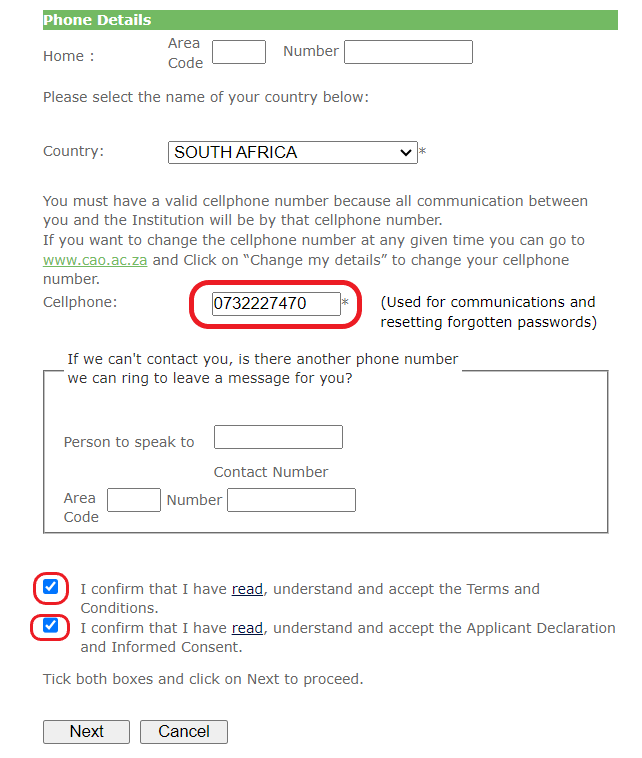 Phone Details
Home : Area Code Number
Please select the name of your country below:
Country: SOUTH AFRICA *
You must have a valid cellphone number because all communication between
you and the Institution will be by that cellphone number.
If you want to change the cellphone number at any given time you can go to
www.cao.ac.za and Click on “Change my details” to change your cellphone
number.
Cellphone: 0732227470 * (Used for communications and
resetting forgotten passwords)
If we can't contact you, is there another phone number
we can ring to leave a message for you?
Person to speak to
Contact Number
Area Code Number
I confirm that I have read, understand and accept the Terms and
Conditions.
I confirm that I have read, understand and accept the Applicant Declaration
and Informed Consent.
Tick both boxes and click on Next to proceed.
Next Cancel